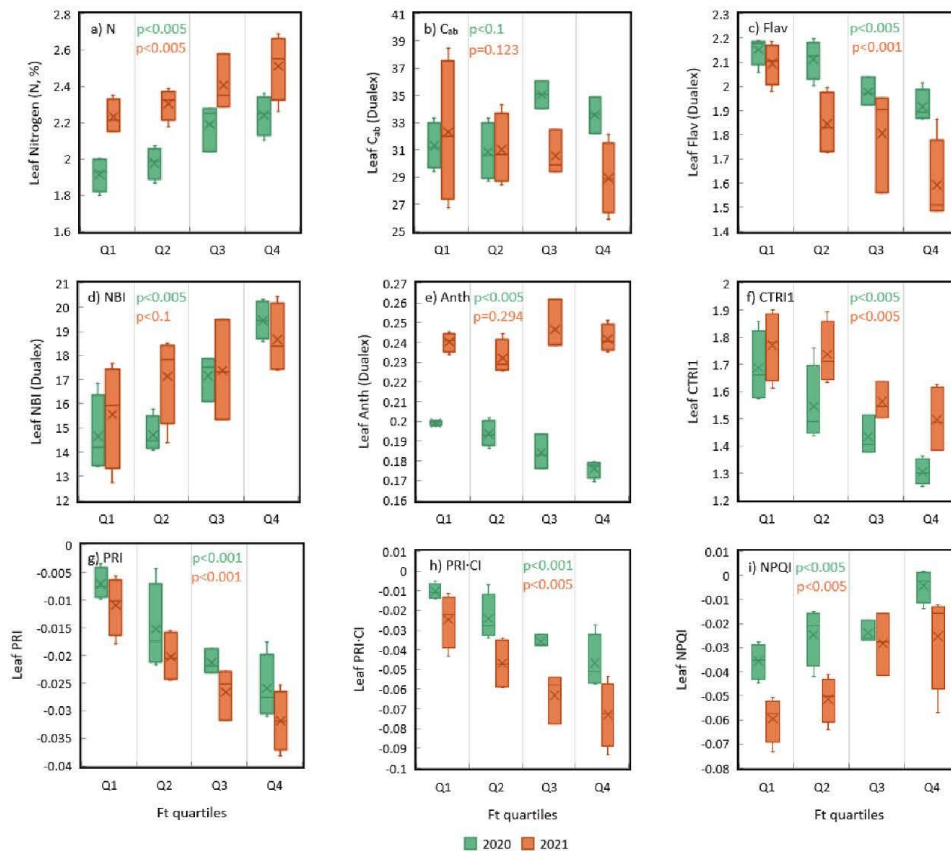 a) N
p<0.005
p<0.005
Leaf Nitrogen (N, %)
2.8
2.6
2.4
2.2
2
1.8
1.6
Q1 Q2 Q3 Q4
b) Cab
p<0.1
p=0.123
Leaf Cab (Dualex)
41
39
37
35
33
31
29
27
25
Q1 Q2 Q3 Q4
c) Flav
p<0.005
p<0.001
Leaf Flav (Dualex)
2.4
2.3
2.2
2.1
2
1.9
1.8
1.7
1.6
1.5
1.4
Q1 Q2 Q3 Q4
d) NBI
p<0.005
p<0.1
Leaf NBI (Dualex)
21
20
19
18
17
16
15
14
13
12
Q1 Q2 Q3 Q4
e) Anth
p<0.005
p=0.294
Leaf Anth (Dualex)
0.27
0.26
0.25
0.24
0.23
0.22
0.21
0.2
0.19
0.18
0.17
0.16
Q1 Q2 Q3 Q4
f) CTRI1
p<0.005
p<0.005
Leaf CTRI1
2
1.9
1.8
1.7
1.6
1.5
1.4
1.3
1.2
Q1 Q2 Q3 Q4
g) PRI
p<0.001
p<0.001
Leaf PRI
0
-0.005
-0.01
-0.015
-0.02
-0.025
-0.03
-0.035
-0.04
Q1 Q2 Q3 Q4
Ft quartiles
h) PRI·CI
p<0.001
p<0.005
Leaf PRI·CI
0.01
0
-0.01
-0.02
-0.03
-0.04
-0.05
-0.06
-0.07
-0.08
-0.09
-0.1
Q1 Q2 Q3 Q4
Ft quartiles
i) NPQI
p<0.005
p<0.005
Leaf NPQI
0.01
0
-0.01
-0.02
-0.03
-0.04
-0.05
-0.06
-0.07
-0.08
Q1 Q2 Q3 Q4
Ft quartiles
2020 2021